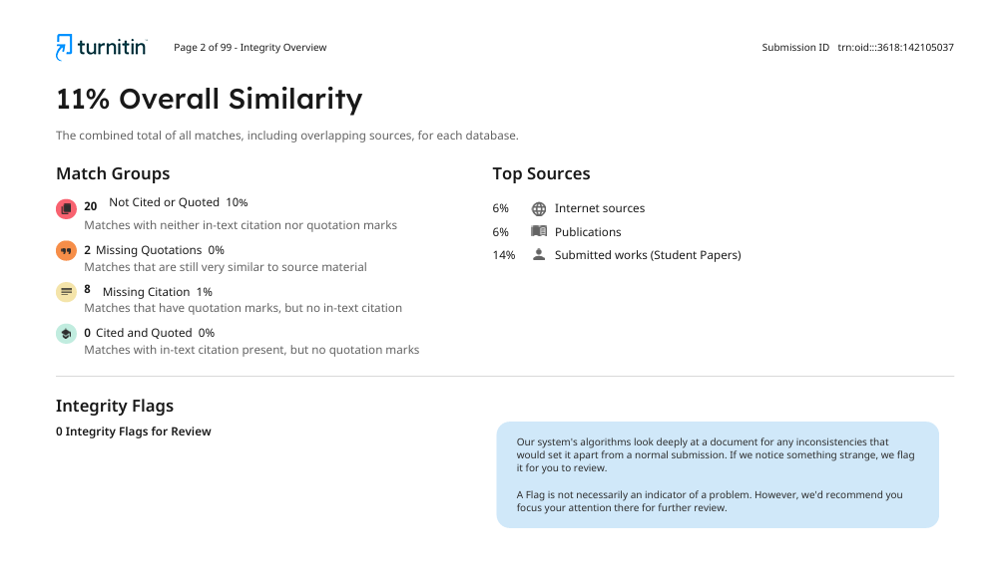 turnitin Page 2 of 99 - Integrity Overview Submission ID trn:oid:::3618:142105037
11% Overall Similarity
The combined total of all matches, including overlapping sources, for each database.
Match Groups
20 Not Cited or Quoted 10%
Matches with neither in-text citation nor quotation marks
2 Missing Quotations 0%
Matches that are still very similar to source material
8 Missing Citation 1%
Matches that have quotation marks, but no in-text citation
0 Cited and Quoted 0%
Matches with in-text citation present, but no quotation marks
Top Sources
6% Internet sources
6% Publications
14% Submitted works (Student Papers)
Integrity Flags
0 Integrity Flags for Review
Our system's algorithms look deeply at a document for any inconsistencies that
would set it apart from a normal submission. If we notice something strange, we flag
it for you to review.
A Flag is not necessarily an indicator of a problem. However, we'd recommend you
focus your attention there for further review.